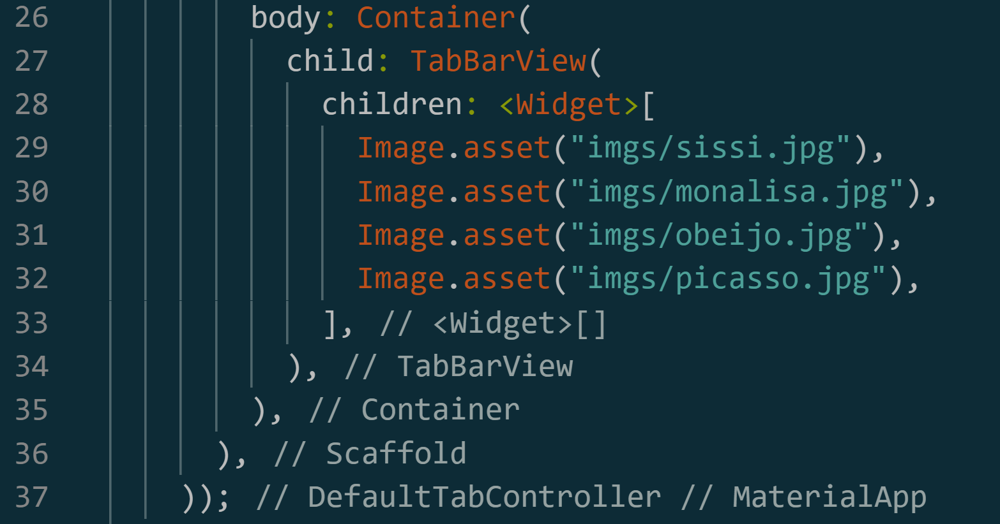 26 body: Container(
27 child: TabBarView(
28 children: <Widget>[
29 Image.asset("imgs/sissi.jpg"),
30 Image.asset("imgs/monalisa.jpg"),
31 Image.asset("imgs/obeijo.jpg"),
32 Image.asset("imgs/picasso.jpg"),
33 ], // <Widget>[]
34 ), // TabBarView
35 ), // Container
36 ), // Scaffold
37 )); // DefaultTabController // MaterialApp